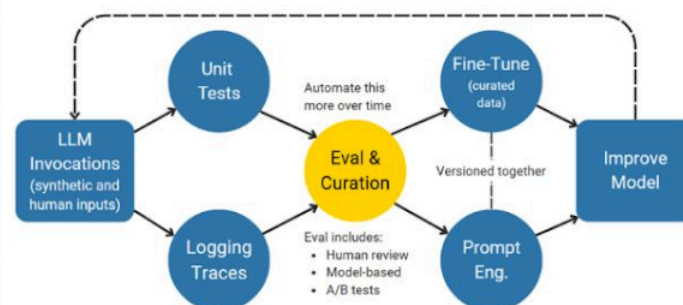 Unit
Tests
Automate this
more over time
Fine-Tune
(curated
data)
LLM
Invocations
(synthetic and
human inputs)
Eval &
Curation
Versioned together
Improve
Model
Logging
Traces
Eval includes:
• Human review
• Model-based
• A/B tests
Prompt
Eng.